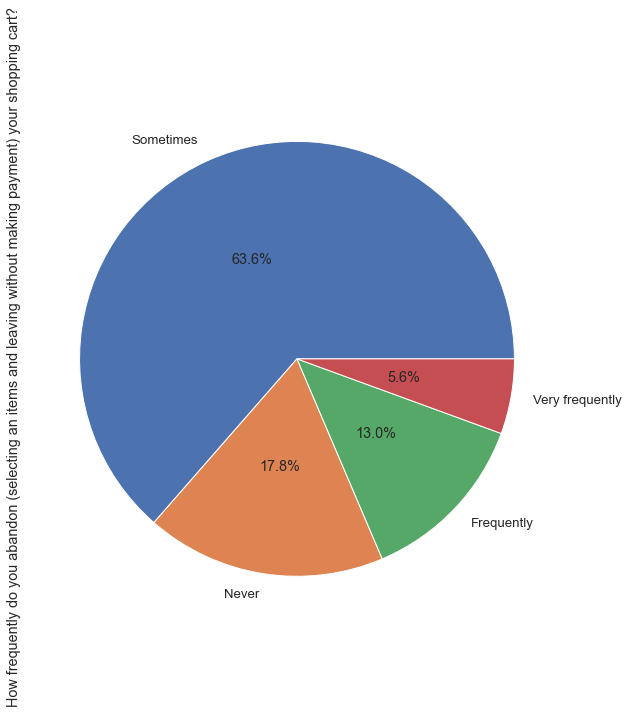 How frequently do you abandon (selecting an items and leaving without making payment) your shopping cart?
Sometimes
63.6%
5.6%
Very frequently
13.0%
17.8%
Frequently
Never